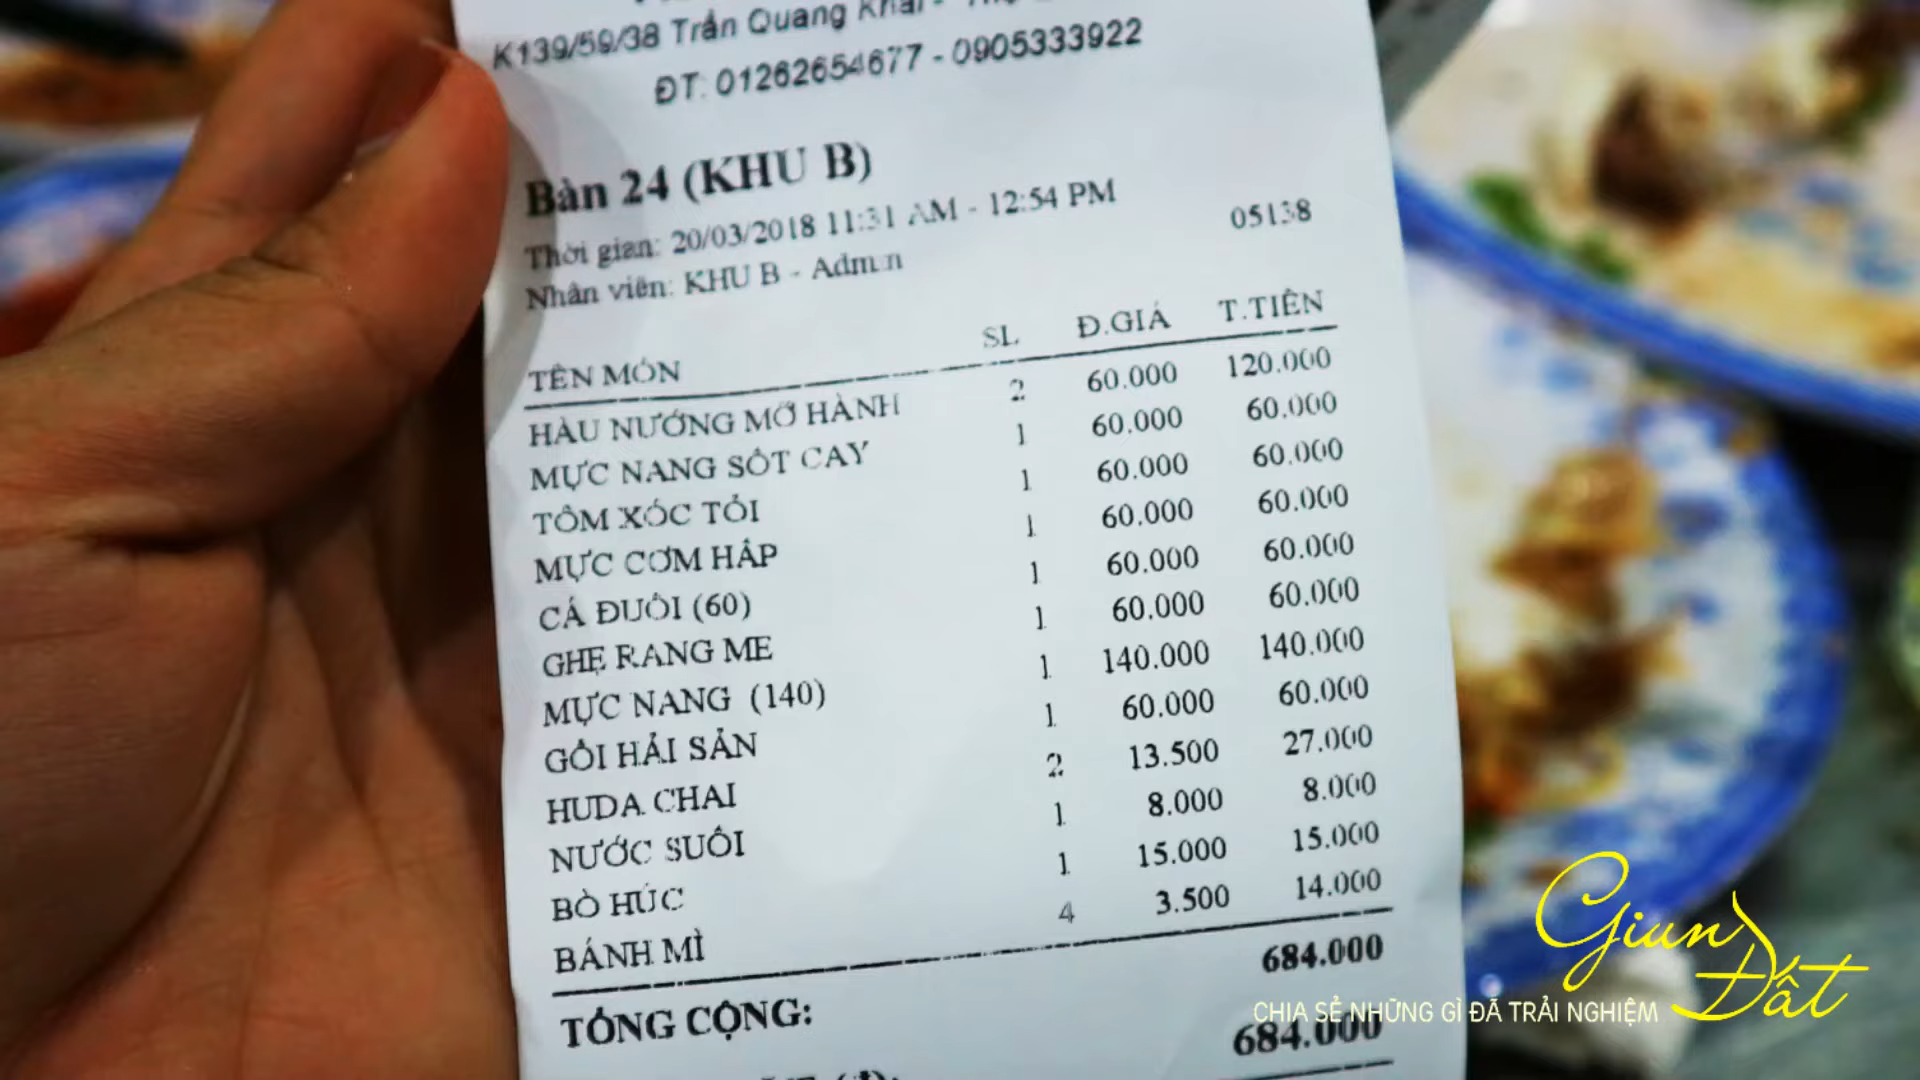 K139/59/38 Trần Quang Khải -
ĐT: 01262654677 - 0905333922
Bàn 24 (KHU B)
Thời gian: 20/03/2018 11:31 AM - 12:54 PM
Nhân viên: KHU B - Admin 05138
TÊN MÓN SL Đ.GIÁ T.TIỀN
HÀU NƯỚNG MỠ HÀNH 2 60.000 120.000
MỰC NANG SỐT CAY 1 60.000 60.000
TÔM XÓC TỎI 1 60.000 60.000
MỰC CƠM HẤP 1 60.000 60.000
CÁ ĐUỐI (60) 1 60.000 60.000
GHẸ RANG ME 1 60.000 60.000
MỰC NANG (140) 1 140.000 140.000
GỎI HẢI SẢN 1 60.000 60.000
HUDA CHAI 2 13.500 27.000
NƯỚC SUỐI 1 8.000 8.000
BÒ HÚC 1 15.000 15.000
BÁNH MÌ 4 3.500 14.000
TỔNG CỘNG: 684.000
684.000
Giun Đất
CHIA SẺ NHỮNG GÌ ĐÃ TRẢI NGHIỆM